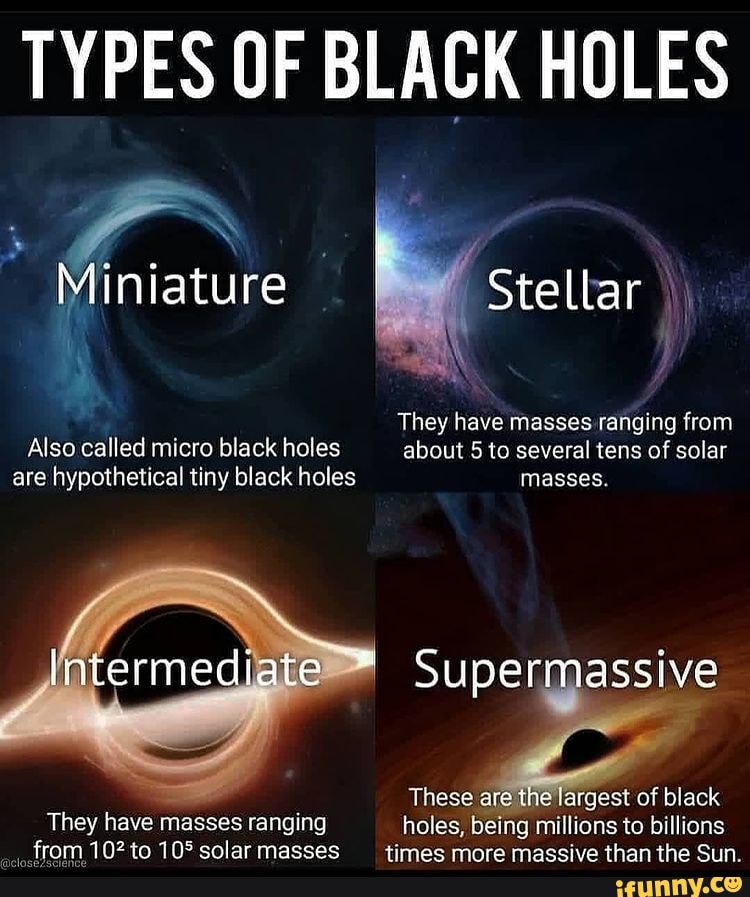 TYPES OF BLACK HOLES
Miniature
Also called micro black holes
are hypothetical tiny black holes
Stellar
They have masses ranging from
about 5 to several tens of solar
masses.
Intermediate
They have masses ranging
from 10² to 10⁵ solar masses
@close2science
Supermassive
These are the largest of black
holes, being millions to billions
times more massive than the Sun.
ifunny.co